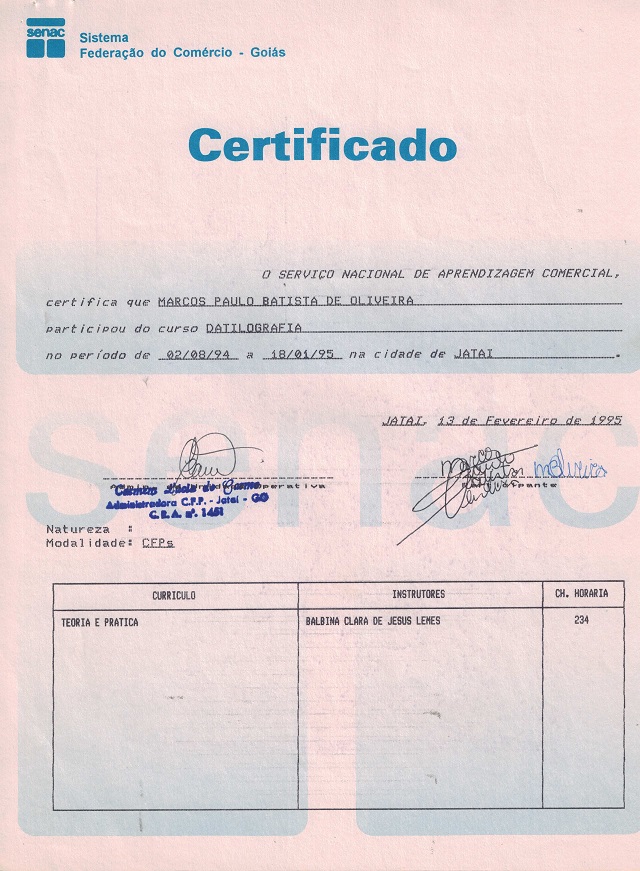 senac
Sistema
Federação do Comércio - Goiás
Certificado
O SERVIÇO NACIONAL DE APRENDIZAGEM COMERCIAL,
certifica que MARCOS PAULO BATISTA DE OLIVEIRA
participou do curso DATILOGRAFIA
no período de 02/08/94 a 18/01/95 na cidade de JATAI.
JATAI, 13 de Fevereiro de 1995
Administradora C.F.P. - Jatai - GO
C.R.A. nº. 1451
Natureza :
Modalidade: CFPs
CURRICULO INSTRUTORES CH. HORARIA
TEORIA E PRATICA BALBINA CLARA DE JESUS LEMES 234
senac